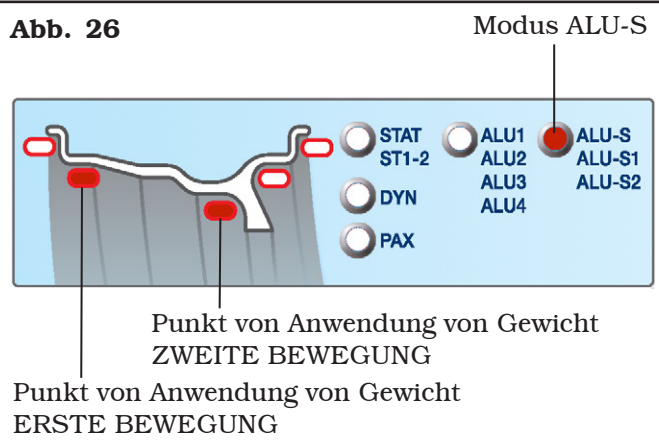 Abb. 26
Modus ALU-S
STAT
ST1-2
DYN
PAX
ALU1
ALU2
ALU3
ALU4
ALU-S
ALU-S1
ALU-S2
Punkt von Anwendung von Gewicht
ZWEITE BEWEGUNG
Punkt von Anwendung von Gewicht
ERSTE BEWEGUNG